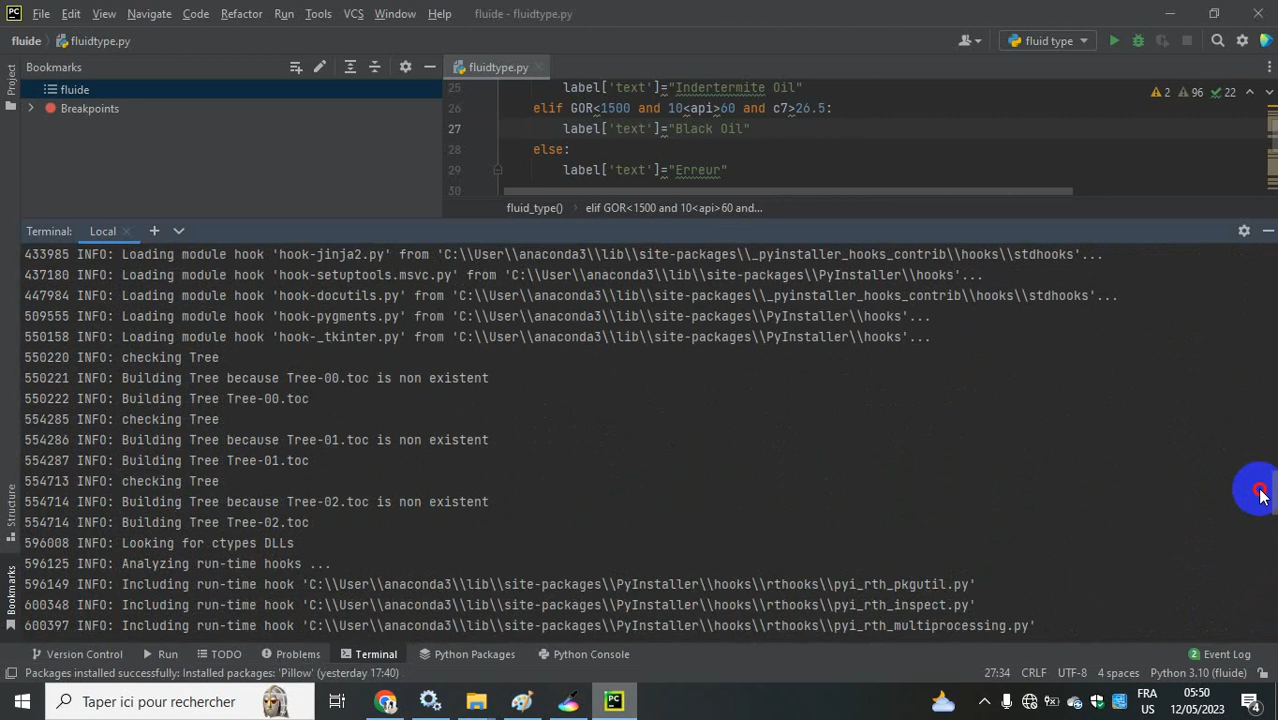 PC File Edit View Navigate Code Refactor Run Tools VCS Window Help fluide - fluidtype.py
fluide fluidtype.py fluid type
Project
Bookmarks
fluide
Breakpoints
fluidtype.py
25 label['text']="Indertermite Oil"
26 elif GOR<1500 and 10<api>60 and c7>26.5:
27 label['text']="Black Oil"
28 else:
29 label['text']="Erreur"
30
2 96 22
fluid_type() elif GOR<1500 and 10<api>60 and...
Terminal: Local
433985 INFO: Loading module hook 'hook-jinja2.py' from 'C:\\User\\anaconda3\\lib\\site-packages\\_pyinstaller_hooks_contrib\\hooks\\stdhooks'...
437180 INFO: Loading module hook 'hook-setuptools.msvc.py' from 'C:\\User\\anaconda3\\lib\\site-packages\\PyInstaller\\hooks'...
447984 INFO: Loading module hook 'hook-docutils.py' from 'C:\\User\\anaconda3\\lib\\site-packages\\_pyinstaller_hooks_contrib\\hooks\\stdhooks'...
509555 INFO: Loading module hook 'hook-pygments.py' from 'C:\\User\\anaconda3\\lib\\site-packages\\PyInstaller\\hooks'...
550158 INFO: Loading module hook 'hook-_tkinter.py' from 'C:\\User\\anaconda3\\lib\\site-packages\\PyInstaller\\hooks'...
550220 INFO: checking Tree
550221 INFO: Building Tree because Tree-00.toc is non existent
550222 INFO: Building Tree Tree-00.toc
554285 INFO: checking Tree
554286 INFO: Building Tree because Tree-01.toc is non existent
554287 INFO: Building Tree Tree-01.toc
554713 INFO: checking Tree
554714 INFO: Building Tree because Tree-02.toc is non existent
554714 INFO: Building Tree Tree-02.toc
596008 INFO: Looking for ctypes DLLs
596125 INFO: Analyzing run-time hooks ...
596149 INFO: Including run-time hook 'C:\\User\\anaconda3\\lib\\site-packages\\PyInstaller\\hooks\\rthooks\\pyi_rth_pkgutil.py'
600348 INFO: Including run-time hook 'C:\\User\\anaconda3\\lib\\site-packages\\PyInstaller\\hooks\\rthooks\\pyi_rth_inspect.py'
600397 INFO: Including run-time hook 'C:\\User\\anaconda3\\lib\\site-packages\\PyInstaller\\hooks\\rthooks\\pyi_rth_multiprocessing.py'
Structure
Bookmarks
Version Control Run TODO Problems Terminal Python Packages Python Console 2 Event Log
Packages installed successfully: Installed packages: 'Pillow' (yesterday 17:40) 27:34 CRLF UTF-8 4 spaces Python 3.10 (fluide)
Taper ici pour rechercher PC FRA 05:50
US 12/05/2023 4